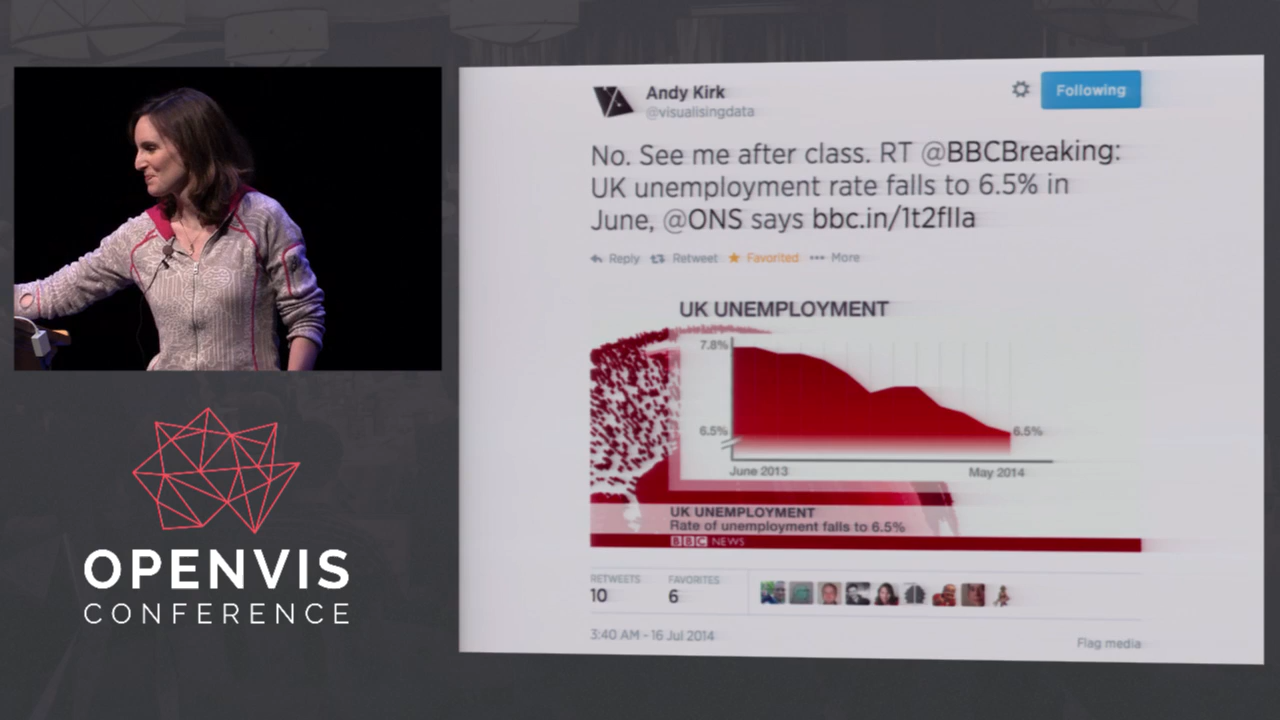 Andy Kirk
@visualisingdata
Following
No. See me after class. RT @BBCBreaking:
UK unemployment rate falls to 6.5% in
June, @ONS says bbc.in/1t2fIIa
Reply Retweet Favorited More
UK UNEMPLOYMENT
7.8%
6.5% 6.5%
June 2013 May 2014
UK UNEMPLOYMENT
Rate of unemployment falls to 6.5%
BBC NEWS
RETWEETS FAVORITES
10 6
3:40 AM - 16 Jul 2014
Flag media
OPENVIS
CONFERENCE